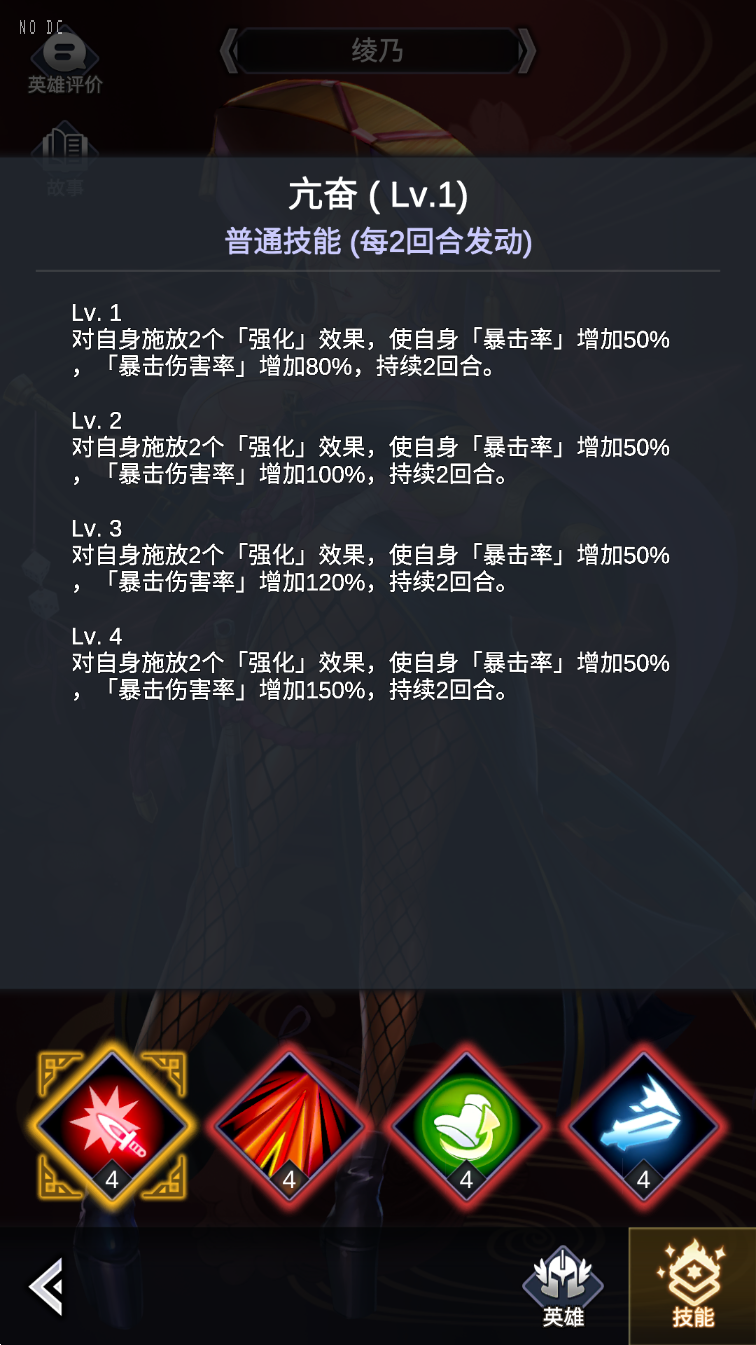 NO DC
绫乃
英雄评价
故事
亢奋 ( Lv.1)
普通技能 (每2回合发动)
Lv. 1
对自身施放2个「强化」效果，使自身「暴击率」增加50%
，「暴击伤害率」增加80%，持续2回合。
Lv. 2
对自身施放2个「强化」效果，使自身「暴击率」增加50%
，「暴击伤害率」增加100%，持续2回合。
Lv. 3
对自身施放2个「强化」效果，使自身「暴击率」增加50%
，「暴击伤害率」增加120%，持续2回合。
Lv. 4
对自身施放2个「强化」效果，使自身「暴击率」增加50%
，「暴击伤害率」增加150%，持续2回合。
4 4 4 4
英雄 技能